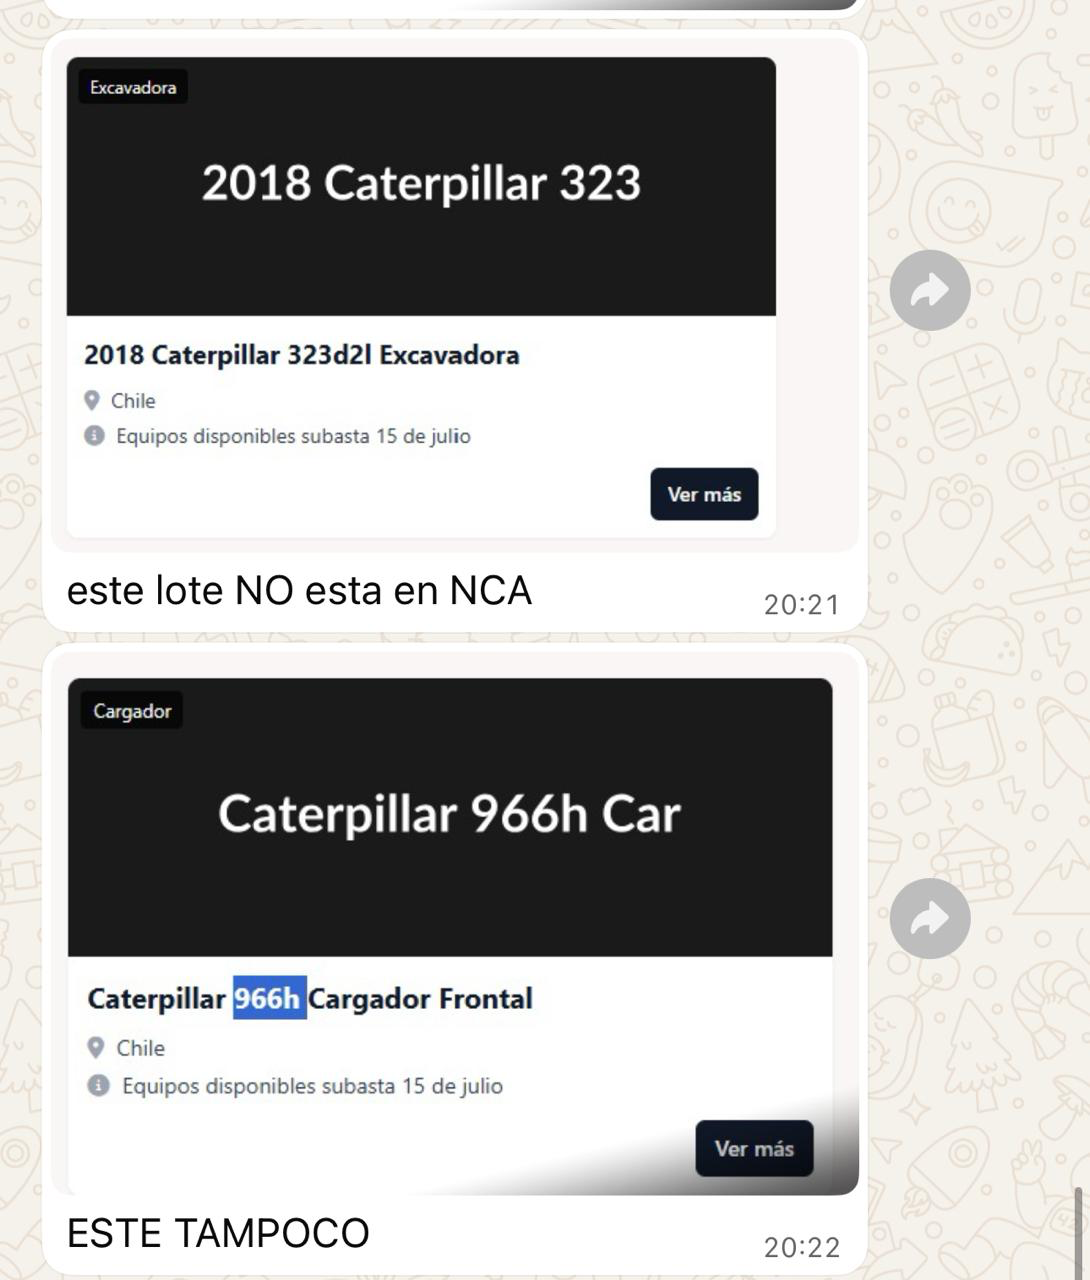 Excavadora
2018 Caterpillar 323
2018 Caterpillar 323d2l Excavadora
Chile
Equipos disponibles subasta 15 de julio
Ver más
este lote NO esta en NCA
20:21
Cargador
Caterpillar 966h Car
Caterpillar 966h Cargador Frontal
Chile
Equipos disponibles subasta 15 de julio
Ver más
ESTE TAMPOCO
20:22